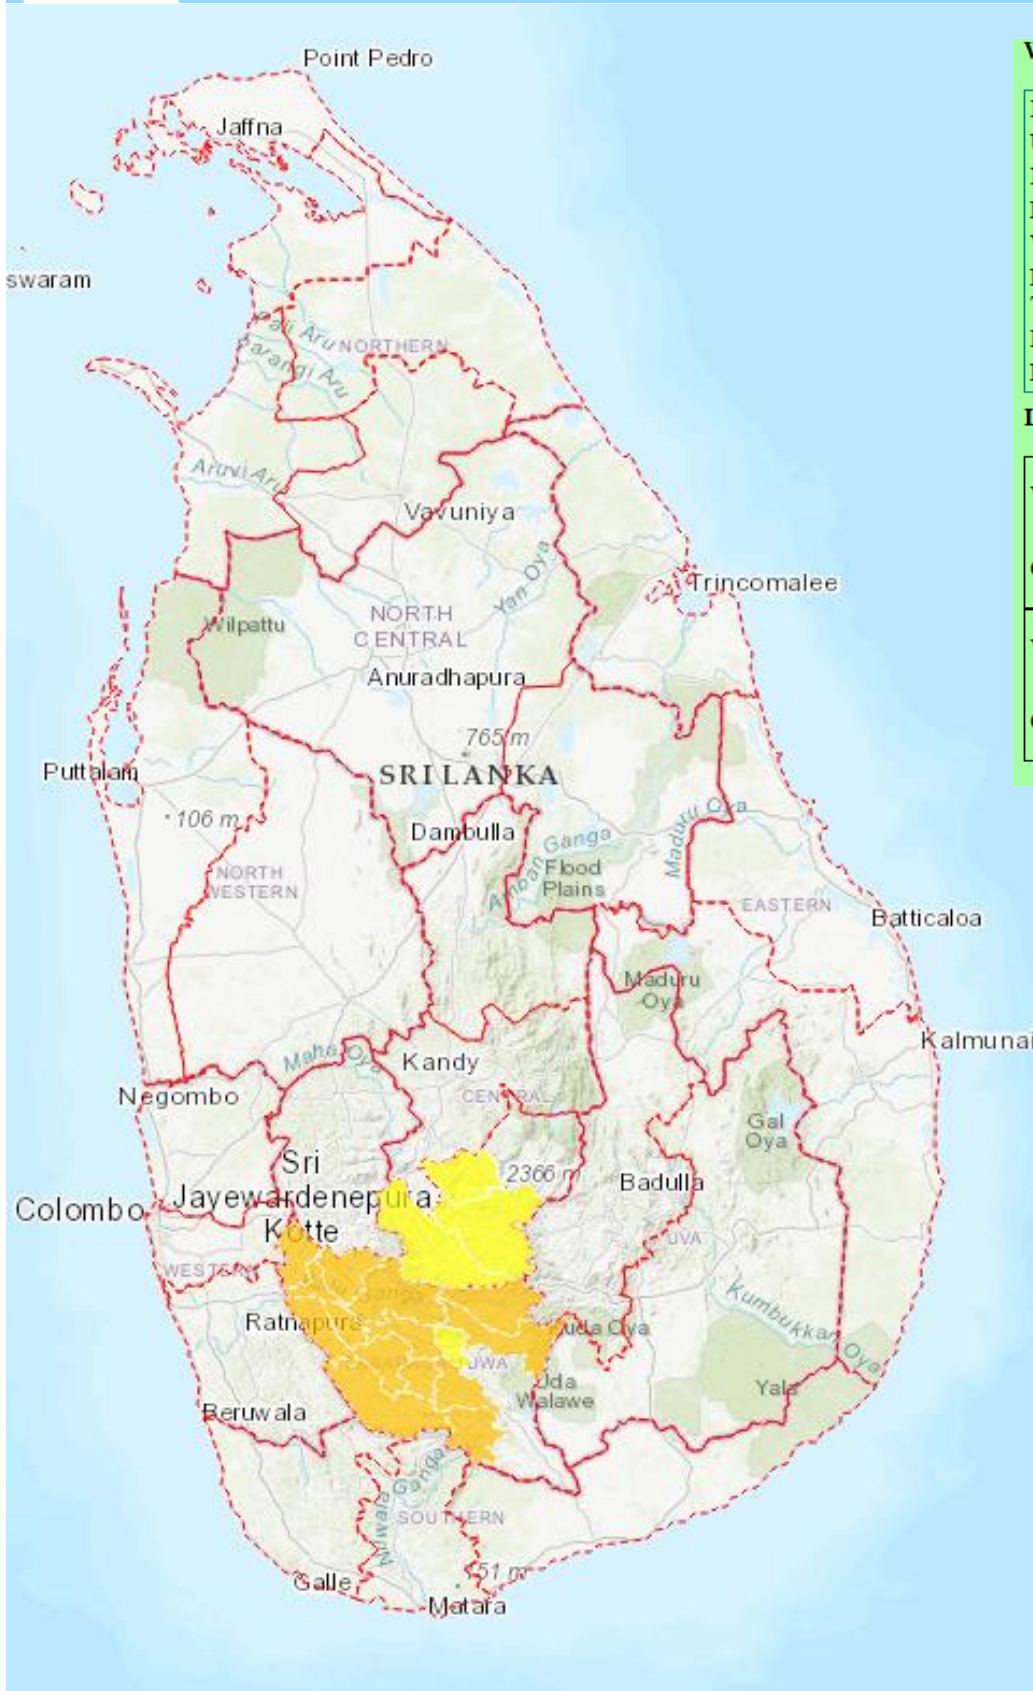 Point Pedro
Jaffna
swaram
Pali Aru
NORTHERN
Parangi Aru
Aruvi Aru
Vavuniya
Yan Oya
Trincomalee
NORTH
CENTRAL
Wilpattu
Anuradhapura
765 m
Puttalam
SRI LANKA
106 m
Dambulla
Maduru Oya
Amban Ganga
NORTH
WESTERN
Flood
Plains
EASTERN
Batticaloa
Maduru
Oya
Kalmunai
Maha Oya
Kandy
Negombo
CENTRAL
Gal
Oya
Sri
Jayewardenepura
Kotte
2366 m
Badulla
Colombo
UVA
WESTERN
Kumbukkan Oya
Ratnapura
Kuda Oya
UWA
Uda
Walawe
Yala
Beruwala
Nilwala Ganga
SOUTHERN
Galle
151 m
Matara